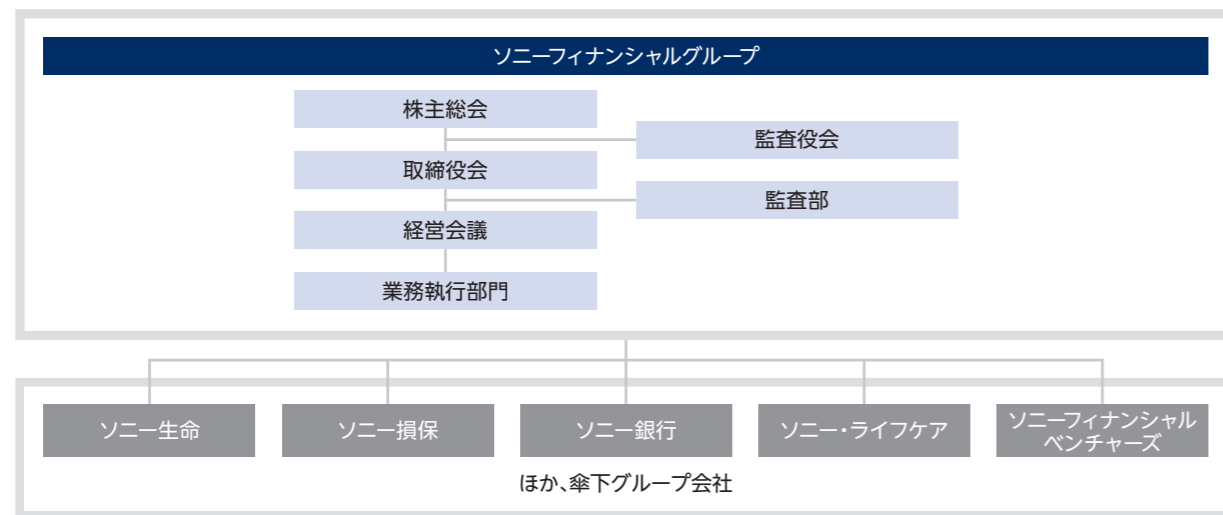 ソニーフィナンシャルグループ
株主総会
監査役会
取締役会
監査部
経営会議
業務執行部門
ソニー生命
ソニー損保
ソニー銀行
ソニー・ライフケア
ソニーフィナンシャル
ベンチャーズ
ほか、傘下グループ会社